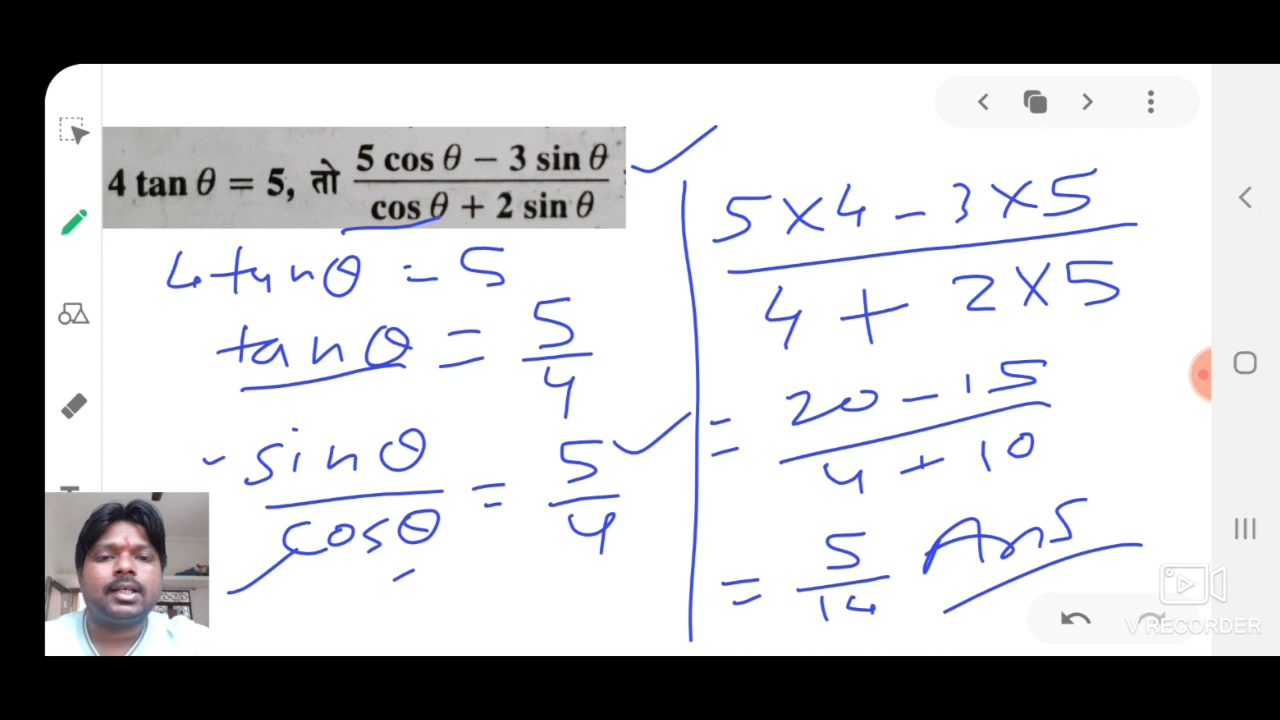 4 tan θ = 5, तो (5 cos θ − 3 sin θ)/(cos θ + 2 sin θ)
4 tan θ = 5
tan θ = 5/4
sin θ/cos θ = 5/4
(5×4 − 3×5)/(4 + 2×5)
= (20 − 15)/(4 + 10)
= 5/14 Ans
V RECORDER